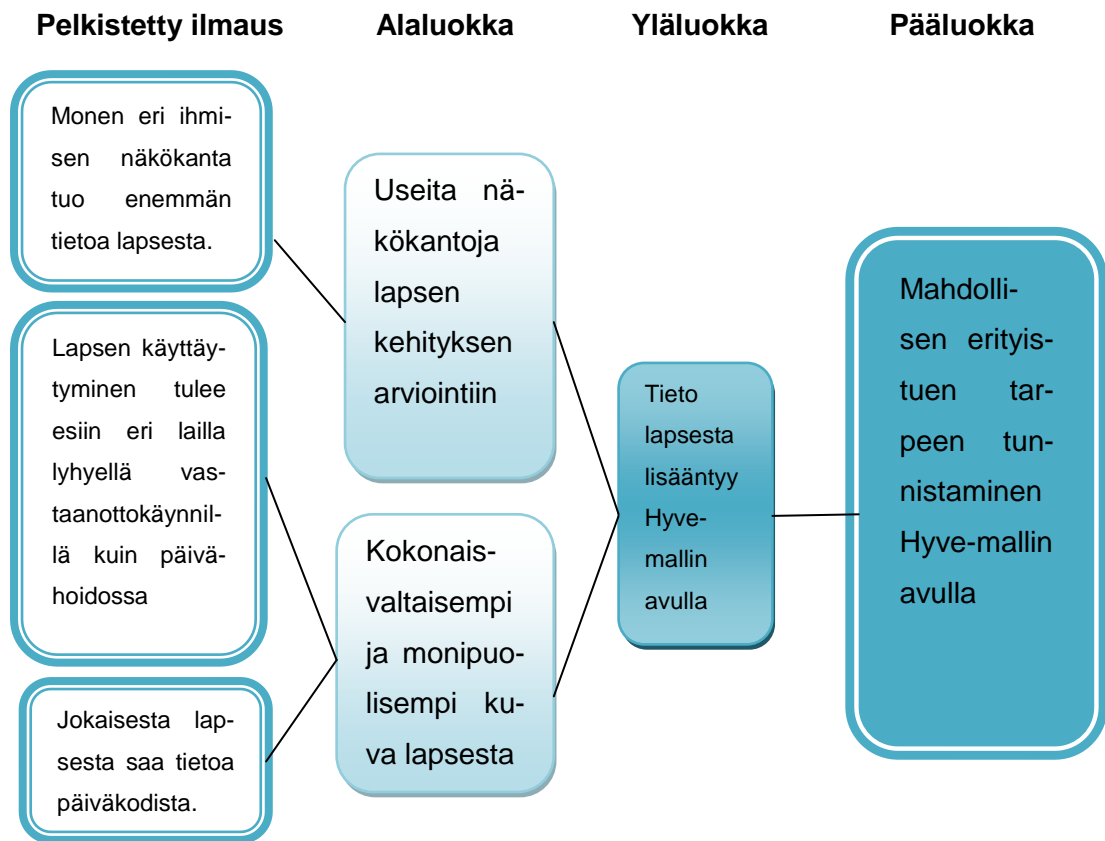 Pelkistetty ilmaus Alaluokka Yläluokka Pääluokka
Monen eri ihmi-
sen näkökanta
tuo enemmän
tietoa lapsesta.
Lapsen käyttäy-
tyminen tulee
esiin eri lailla
lyhyellä vas-
taanottokäynnil-
lä kuin päivä-
hoidossa
Jokaisesta lap-
sesta saa tietoa
päiväkodista.
Useita nä-
kökantoja
lapsen
kehityksen
arviointiin
Kokonais-
valtaisempi
ja monipuo-
lisempi ku-
va lapsesta
Tieto
lapsesta
lisääntyy
Hyve-
mallin
avulla
Mahdolli-
sen erityis-
tuen tar-
peen tun-
nistaminen
Hyve-mallin
avulla